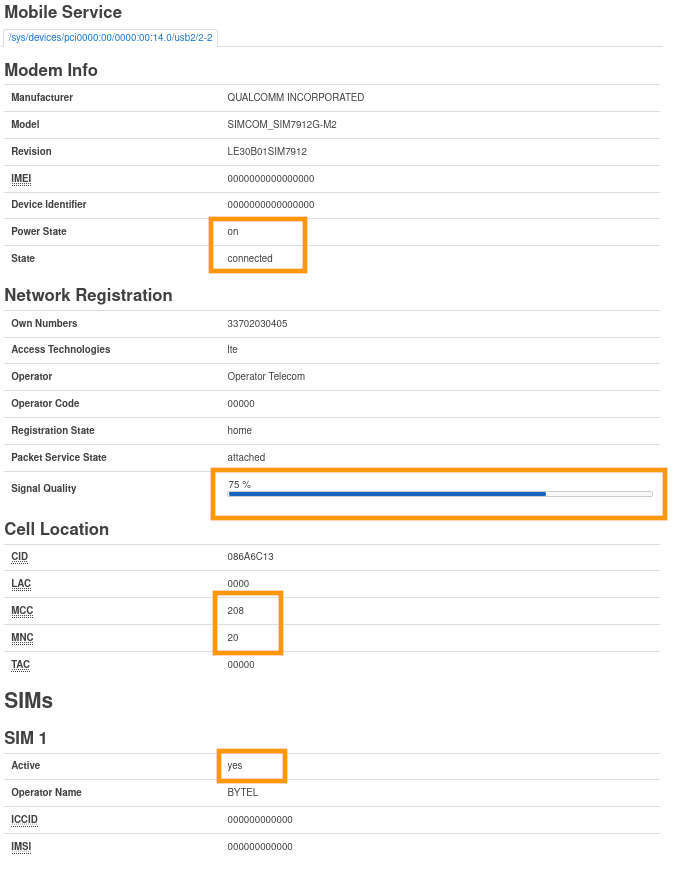 Mobile Service
/sys/devices/pci0000:00/0000:00:14.0/usb2/2-2
Modem Info
Manufacturer QUALCOMM INCORPORATED
Model SIMCOM_SIM7912G-M2
Revision LE30B01SIM7912
IMEI 0000000000000000
Device Identifier 0000000000000000
Power State on
State connected
Network Registration
Own Numbers 33702030405
Access Technologies lte
Operator Operator Telecom
Operator Code 00000
Registration State home
Packet Service State attached
Signal Quality 75 %
Cell Location
CID 086A6C13
LAC 0000
MCC 208
MNC 20
TAC 00000
SIMs
SIM 1
Active yes
Operator Name BYTEL
ICCID 000000000000
IMSI 000000000000